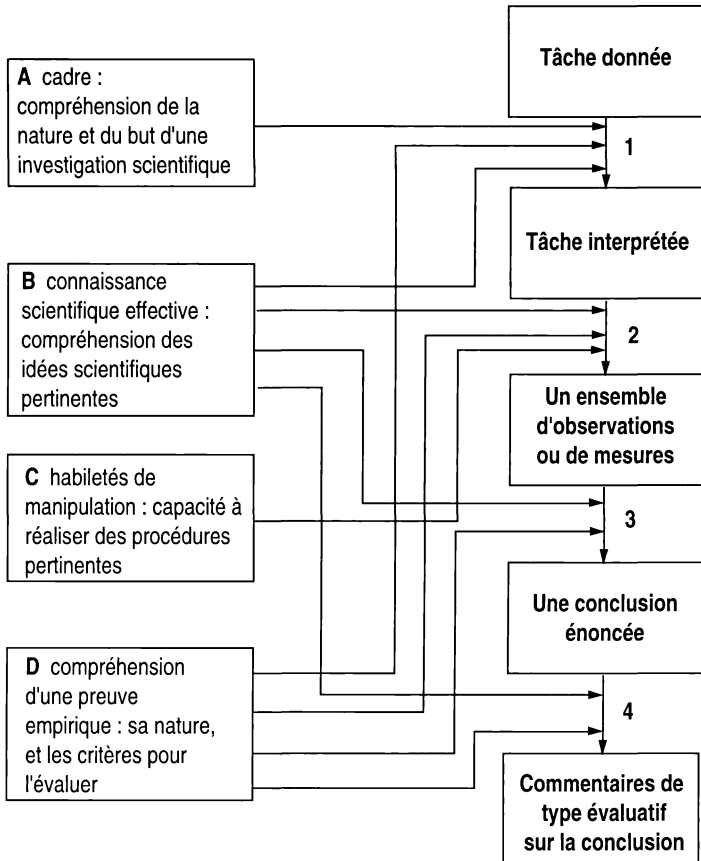 A cadre :
compréhension de la
nature et du but d'une
investigation scientifique
B connaissance
scientifique effective :
compréhension des
idées scientifiques
pertinentes
C habiletés de
manipulation : capacité à
réaliser des procédures
pertinentes
D compréhension
d'une preuve
empirique : sa nature,
et les critères pour
l'évaluer
Tâche donnée
1
Tâche interprétée
2
Un ensemble
d'observations
ou de mesures
3
Une conclusion
énoncée
4
Commentaires de
type évaluatif
sur la conclusion